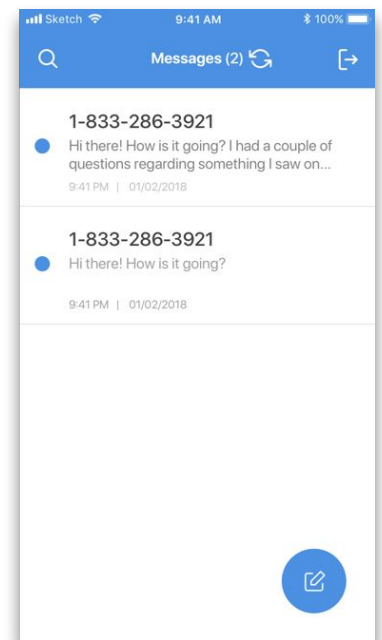 Sketch 9:41 AM 100%
Messages (2)
1-833-286-3921
Hi there! How is it going? I had a couple of
questions regarding something I saw on...
9:41 PM | 01/02/2018
1-833-286-3921
Hi there! How is it going?
9:41 PM | 01/02/2018